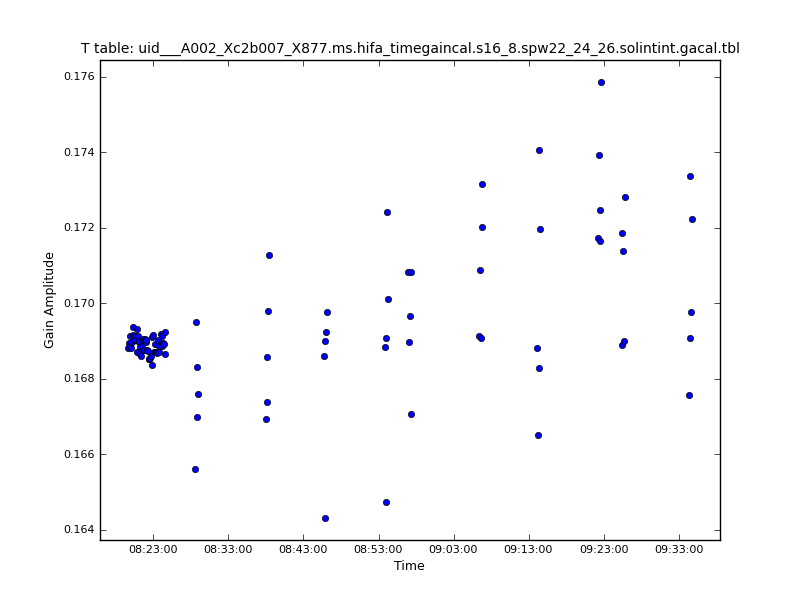 T table: uid___A002_Xc2b007_X877.ms.hifa_timegaincal.s16_8.spw22_24_26.solintint.gacal.tbl
0.176
0.174
0.172
0.170
0.168
0.166
0.164
Gain Amplitude
08:23:00 08:33:00 08:43:00 08:53:00 09:03:00 09:13:00 09:23:00 09:33:00
Time